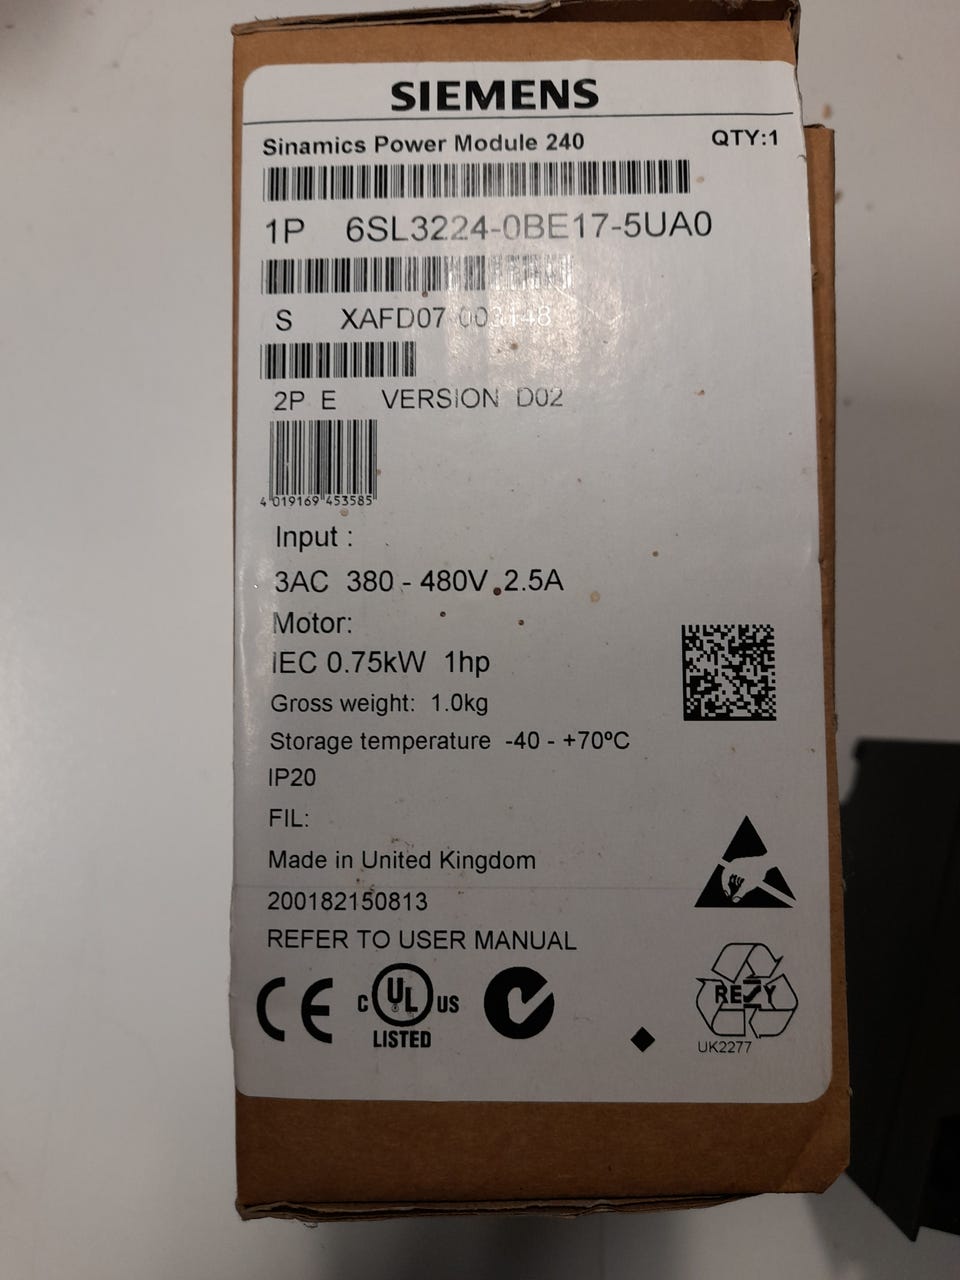 SIEMENS
Sinamics Power Module 240 QTY:1
1P 6SL3224-0BE17-5UA0
S XAFD07-003148
2P E VERSION D02
4 019169 453585
Input :
3AC 380 - 480V 2.5A
Motor:
IEC 0.75kW 1hp
Gross weight: 1.0kg
Storage temperature -40 - +70ºC
IP20
FIL:
Made in United Kingdom
200182150813
REFER TO USER MANUAL
CE C UL US
LISTED
RESY
UK2277